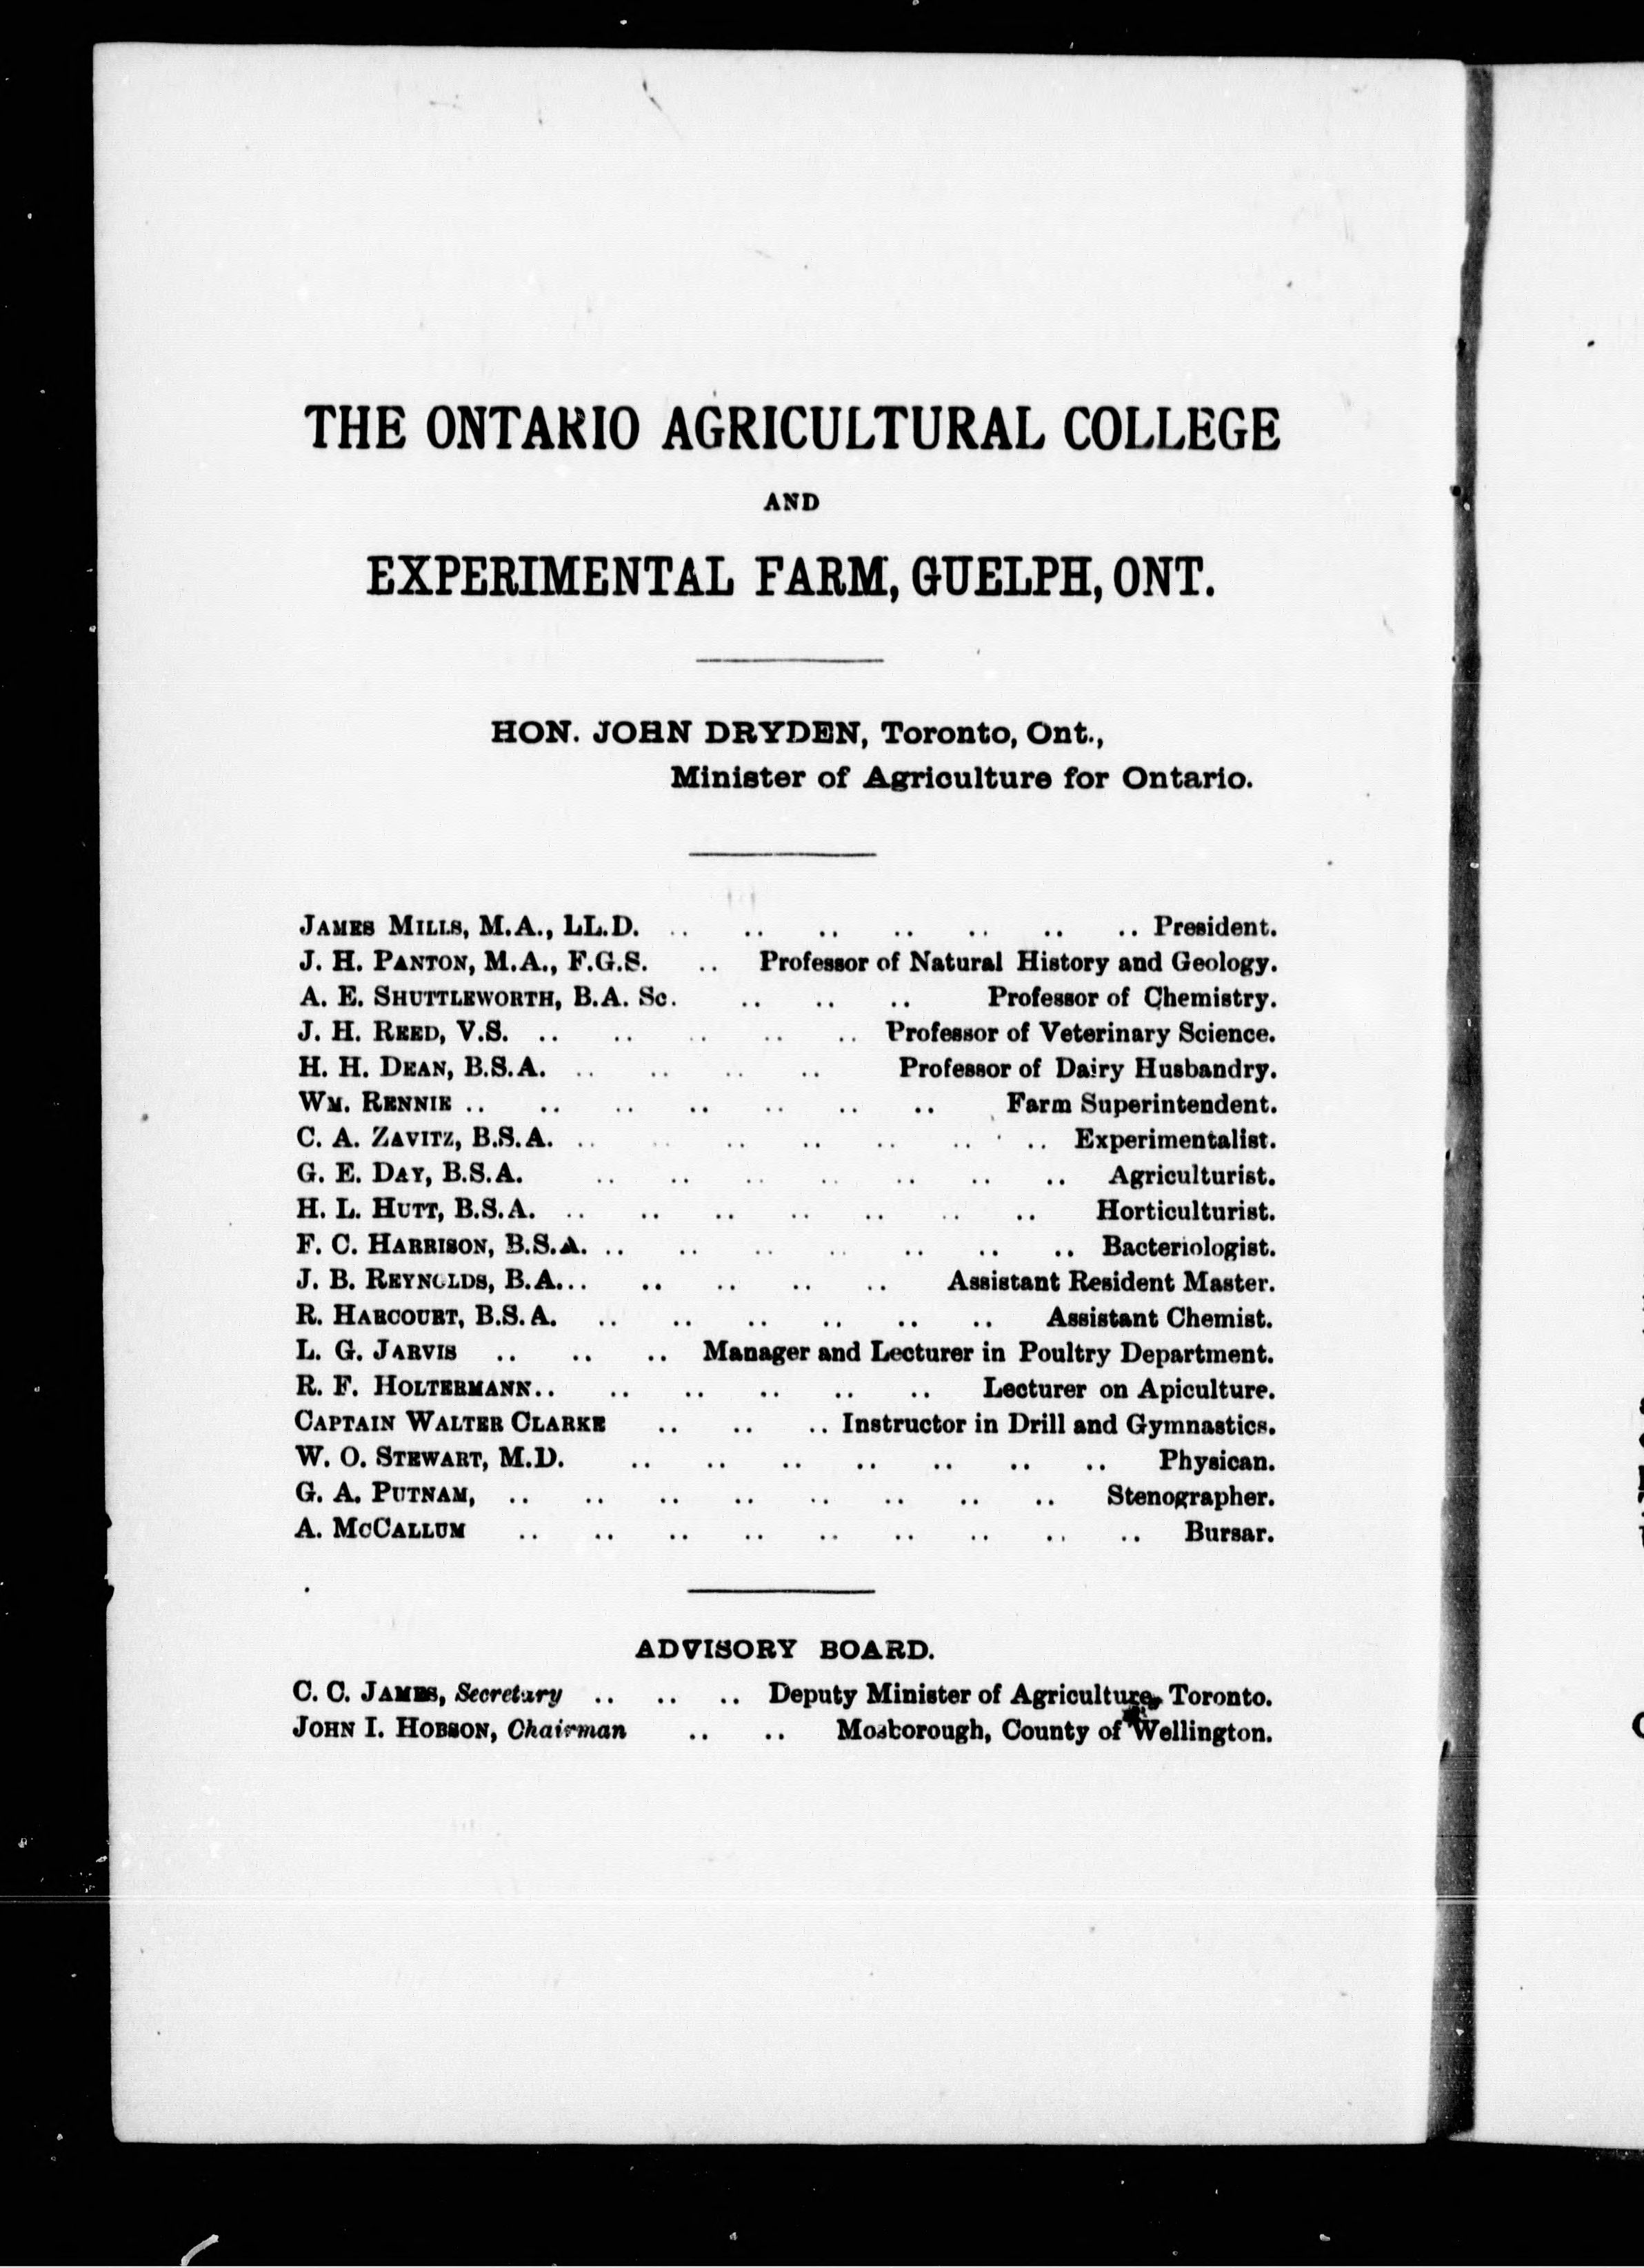 THE ONTARIO AGRICULTURAL COLLEGE
AND
EXPERIMENTAL FARM, GUELPH, ONT.
HON. JOHN DRYDEN, Toronto, Ont.,
Minister of Agriculture for Ontario.
JAMES MILLS, M.A., LL.D. .. .. .. .. .. .. .. President.
J. H. PANTON, M.A., F.G.S. .. Professor of Natural History and Geology.
A. E. SHUTTLEWORTH, B.A. Sc. .. .. .. Professor of Chemistry.
J. H. REED, V.S. .. .. .. .. .. Professor of Veterinary Science.
H. H. DEAN, B.S.A. .. .. .. .. Professor of Dairy Husbandry.
WM. RENNIE .. .. .. .. .. .. .. Farm Superintendent.
C. A. ZAVITZ, B.S.A. .. .. .. .. .. .. .. Experimentalist.
G. E. DAY, B.S.A. .. .. .. .. .. .. .. Agriculturist.
H. L. HUTT, B.S.A. .. .. .. .. .. .. .. Horticulturist.
F. C. HARRISON, B.S.A. .. .. .. .. .. .. .. Bacteriologist.
J. B. REYNOLDS, B.A... .. .. .. .. Assistant Resident Master.
R. HARCOURT, B.S.A. .. .. .. .. .. .. Assistant Chemist.
L. G. JARVIS .. .. .. Manager and Lecturer in Poultry Department.
R. F. HOLTERMANN.. .. .. .. .. .. Lecturer on Apiculture.
CAPTAIN WALTER CLARKE .. .. .. Instructor in Drill and Gymnastics.
W. O. STEWART, M.D. .. .. .. .. .. .. .. Physican.
G. A. PUTNAM, .. .. .. .. .. .. .. .. Stenographer.
A. MCCALLUM .. .. .. .. .. .. .. .. .. Bursar.
ADVISORY BOARD.
C. C. JAMES, Secretary .. .. .. Deputy Minister of Agriculture, Toronto.
JOHN I. HOBSON, Chairman .. .. Mosborough, County of Wellington.